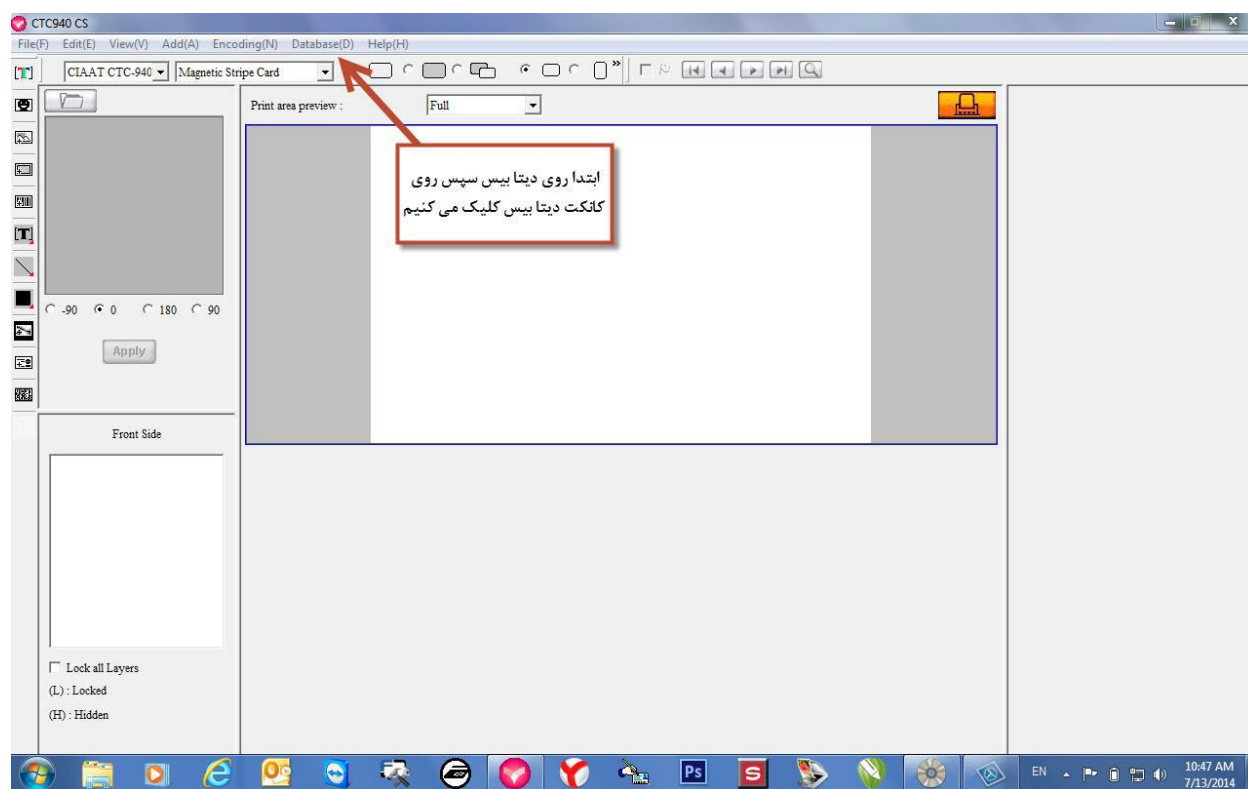 CTC940 CS
File(F) Edit(E) View(V) Add(A) Encoding(N) Database(D) Help(H)
CIAAT CTC-940 Magnetic Stripe Card
Print area preview : Full
ابتدا روی دیتا بیس سپس روی
کانکت دیتا بیس کلیک می کنیم
-90 0 180 90
Apply
Front Side
Lock all Layers
(L) : Locked
(H) : Hidden
Ps
S
EN
10:47 AM
7/13/2014